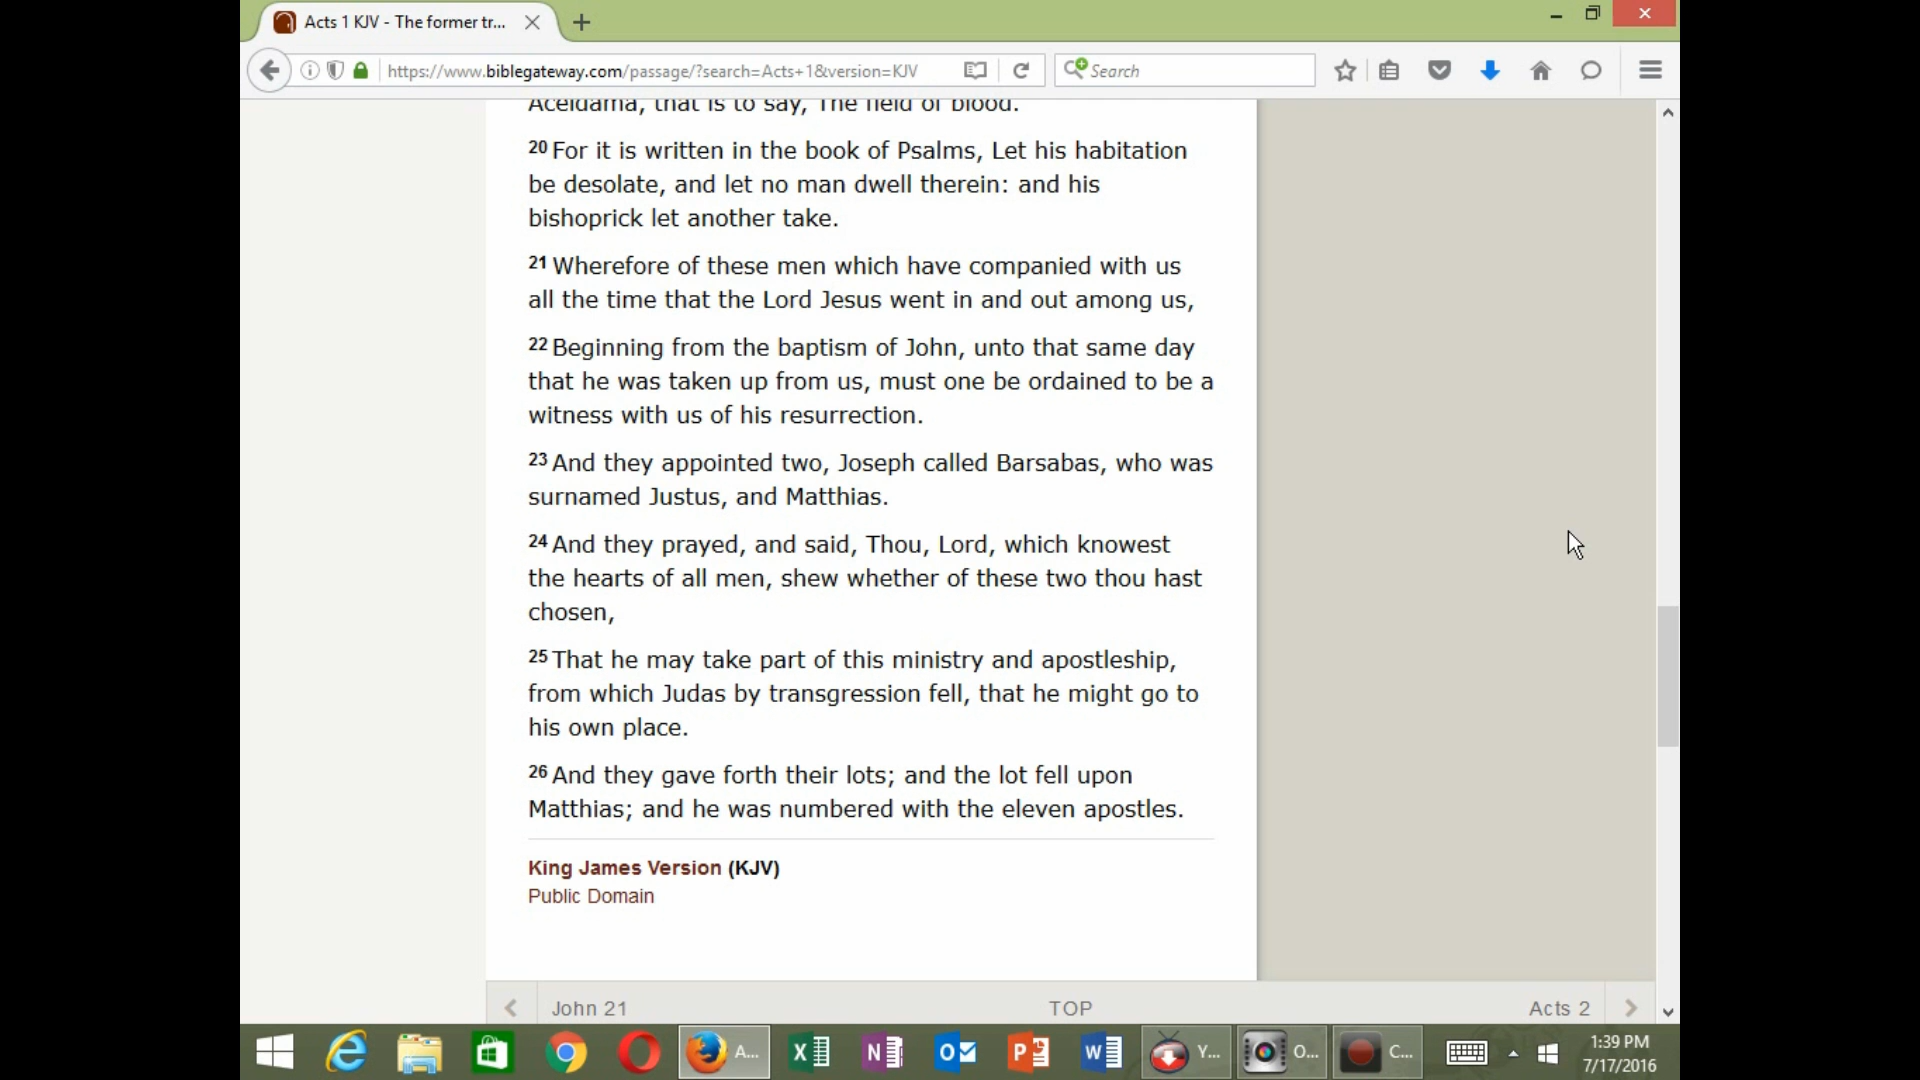 Acts 1 KJV - The former tr...
https://www.biblegateway.com/passage/?search=Acts+1&version=KJV
Search
Aceldama, that is to say, The field of blood.
20 For it is written in the book of Psalms, Let his habitation
be desolate, and let no man dwell therein: and his
bishoprick let another take.
21 Wherefore of these men which have companied with us
all the time that the Lord Jesus went in and out among us,
22 Beginning from the baptism of John, unto that same day
that he was taken up from us, must one be ordained to be a
witness with us of his resurrection.
23 And they appointed two, Joseph called Barsabas, who was
surnamed Justus, and Matthias.
24 And they prayed, and said, Thou, Lord, which knowest
the hearts of all men, shew whether of these two thou hast
chosen,
25 That he may take part of this ministry and apostleship,
from which Judas by transgression fell, that he might go to
his own place.
26 And they gave forth their lots; and the lot fell upon
Matthias; and he was numbered with the eleven apostles.
King James Version (KJV)
Public Domain
John 21
TOP
Acts 2
A...
Y...
O...
C...
1:39 PM
7/17/2016